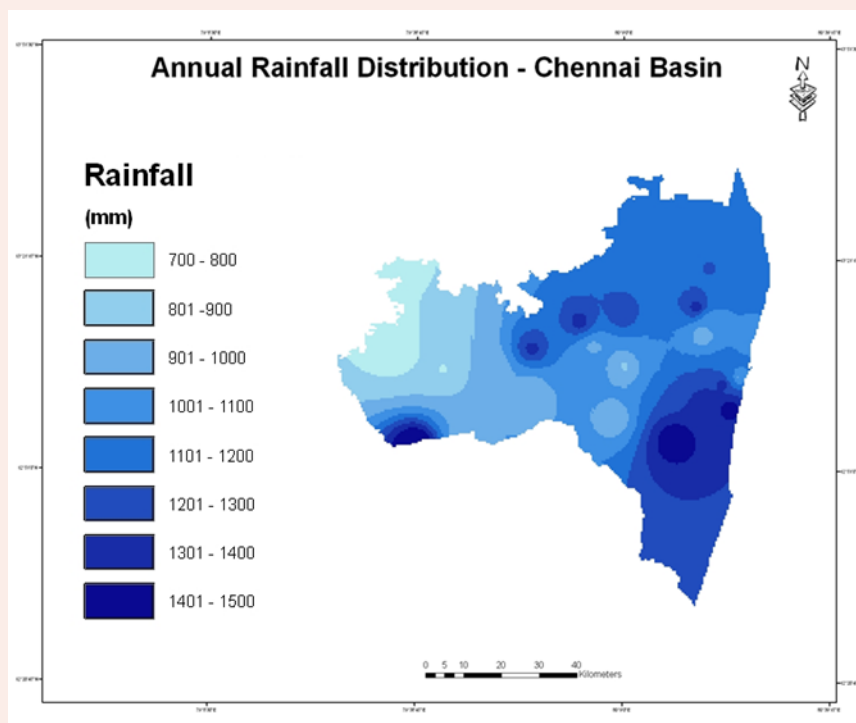 Annual Rainfall Distribution - Chennai Basin
N
Rainfall
(mm)
700 - 800
801 -900
901 - 1000
1001 - 1100
1101 - 1200
1201 - 1300
1301 - 1400
1401 - 1500
0 5 10 20 30 40
Kilometers